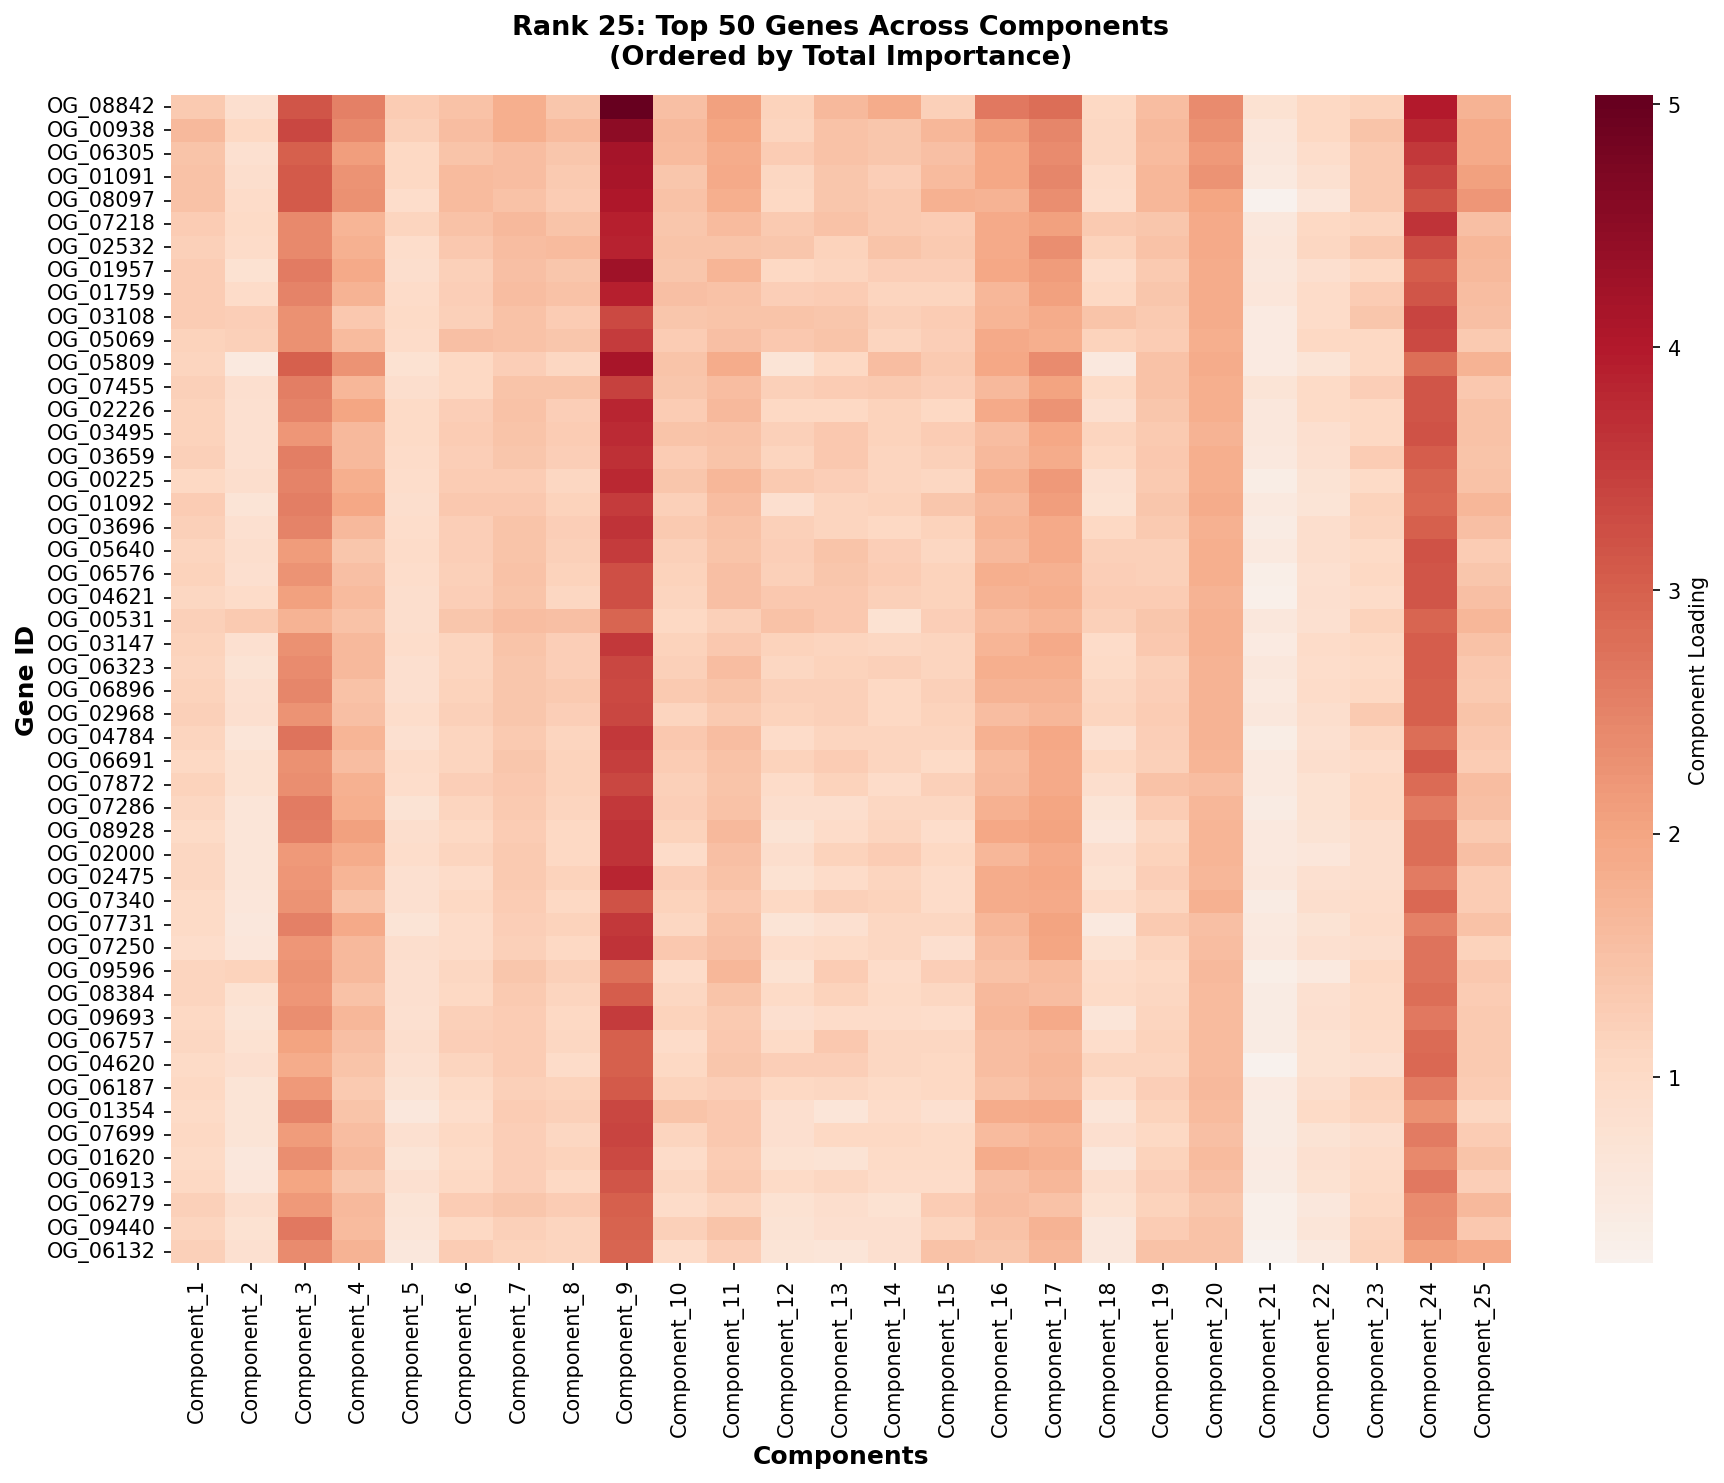 Rank 25: Top 50 Genes Across Components
(Ordered by Total Importance)
Gene ID
OG_08842
OG_00938
OG_06305
OG_01091
OG_08097
OG_07218
OG_02532
OG_01957
OG_01759
OG_03108
OG_05069
OG_05809
OG_07455
OG_02226
OG_03495
OG_03659
OG_00225
OG_01092
OG_03696
OG_05640
OG_06576
OG_04621
OG_00531
OG_03147
OG_06323
OG_06896
OG_02968
OG_04784
OG_06691
OG_07872
OG_07286
OG_08928
OG_02000
OG_02475
OG_07340
OG_07731
OG_07250
OG_09596
OG_08384
OG_09693
OG_06757
OG_04620
OG_06187
OG_01354
OG_07699
OG_01620
OG_06913
OG_06279
OG_09440
OG_06132
Component_1
Component_2
Component_3
Component_4
Component_5
Component_6
Component_7
Component_8
Component_9
Component_10
Component_11
Component_12
Component_13
Component_14
Component_15
Component_16
Component_17
Component_18
Component_19
Component_20
Component_21
Component_22
Component_23
Component_24
Component_25
Components
5
4
3
2
1
Component Loading